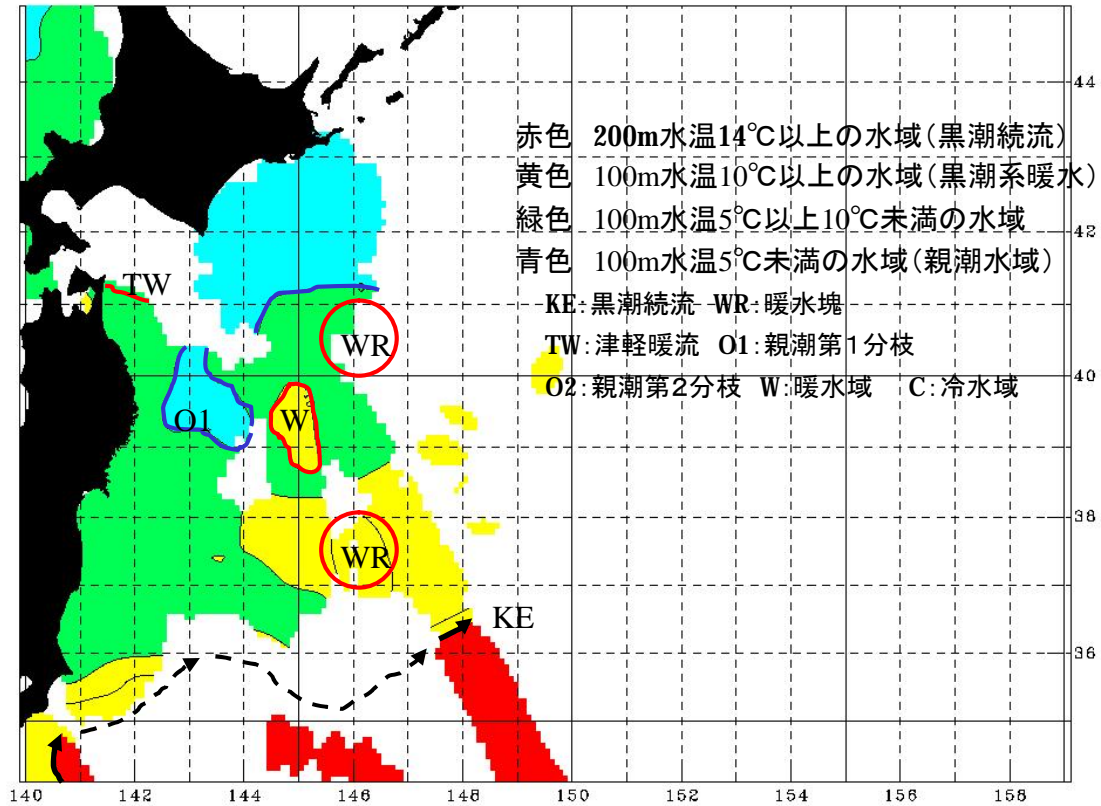 44
赤色 200m水温14℃以上の水域(黒潮続流)
黄色 100m水温10℃以上の水域(黒潮系暖水)
緑色 100m水温5℃以上10℃未満の水域
42
青色 100m水温5℃未満の水域(親潮水域)
TW
KE:黒潮続流 WR:暖水塊
WR
TW:津軽暖流 O1:親潮第1分枝
40
O2:親潮第2分枝 W:暖水域 C:冷水域
O1
W
38
WR
KE
36
140 142 144 146 148 150 152 154 156 158